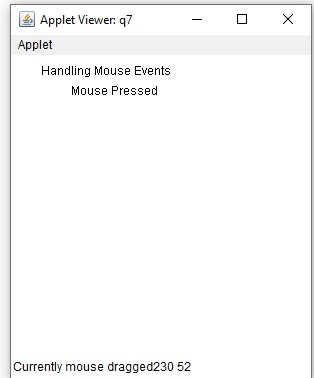 Applet Viewer: q7
Applet
Handling Mouse Events
Mouse Pressed
Currently mouse dragged230 52